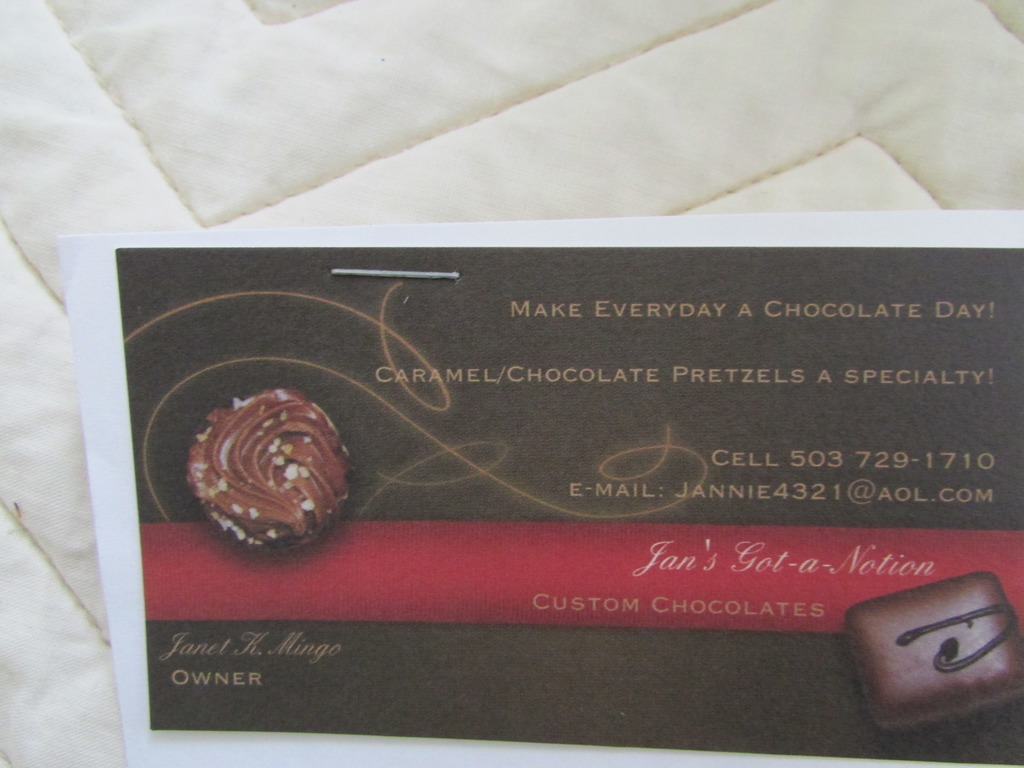 Make Everyday a Chocolate Day!
Caramel/Chocolate Pretzels a specialty!
Cell 503 729-1710
e-mail: jannie4321@aol.com
Jan's Got-a-Notion
Custom Chocolates
Janet K. Mingo
Owner